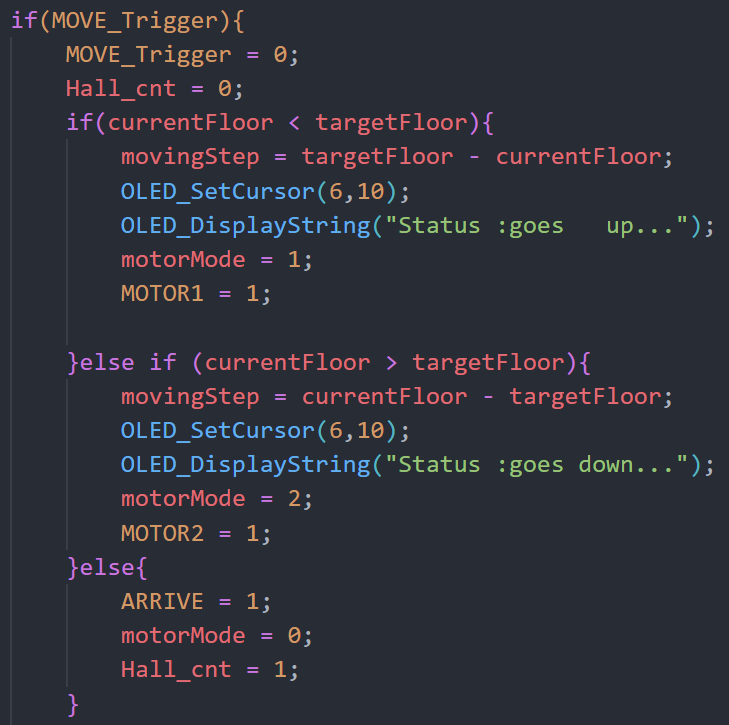 if(MOVE_Trigger){
    MOVE_Trigger = 0;
    Hall_cnt = 0;
    if(currentFloor < targetFloor){
        movingStep = targetFloor - currentFloor;
        OLED_SetCursor(6,10);
        OLED_DisplayString("Status :goes   up...");
        motorMode = 1;
        MOTOR1 = 1;
    }else if (currentFloor > targetFloor){
        movingStep = currentFloor - targetFloor;
        OLED_SetCursor(6,10);
        OLED_DisplayString("Status :goes down...");
        motorMode = 2;
        MOTOR2 = 1;
    }else{
        ARRIVE = 1;
        motorMode = 0;
        Hall_cnt = 1;
    }